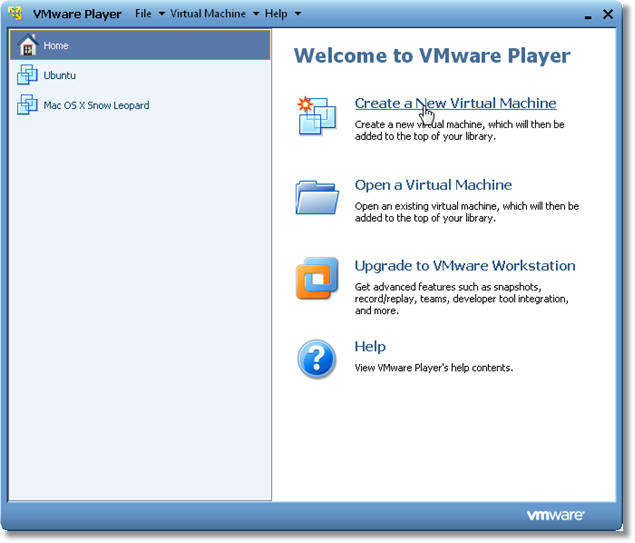 VMware Player File Virtual Machine Help
Home
Ubuntu
Mac OS X Snow Leopard
Welcome to VMware Player
Create a New Virtual Machine
Create a new virtual machine, which will then be
added to the top of your library.
Open a Virtual Machine
Open an existing virtual machine, which will then be
added to the top of your library.
Upgrade to VMware Workstation
Get advanced features such as snapshots,
record/replay, teams, developer tool integration,
and more.
?
Help
View VMware Player's help contents.
vmware